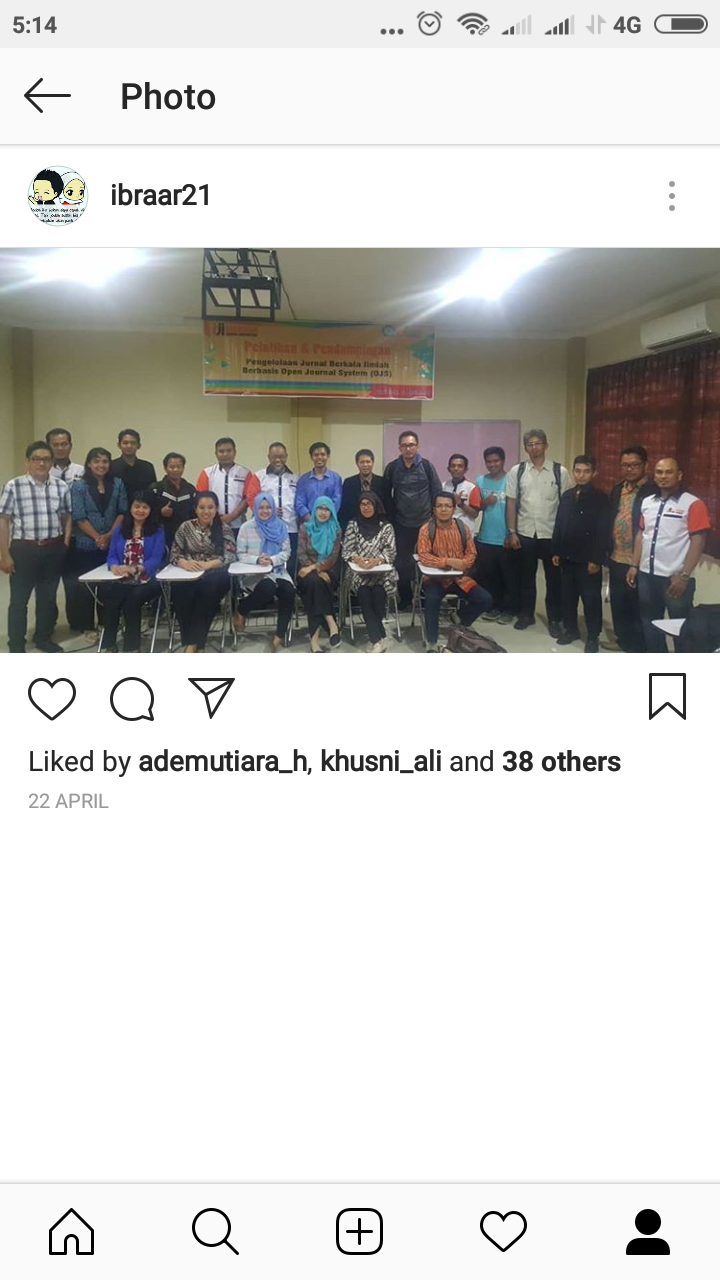 5:14
4G
Photo
ibraar21
Pelatihan & Pendampingan
Pengelolaan Jurnal Berkala Ilmiah
Berbasis Open Journal System (OJS)
Liked by ademutiara_h, khusni_ali and 38 others
22 APRIL